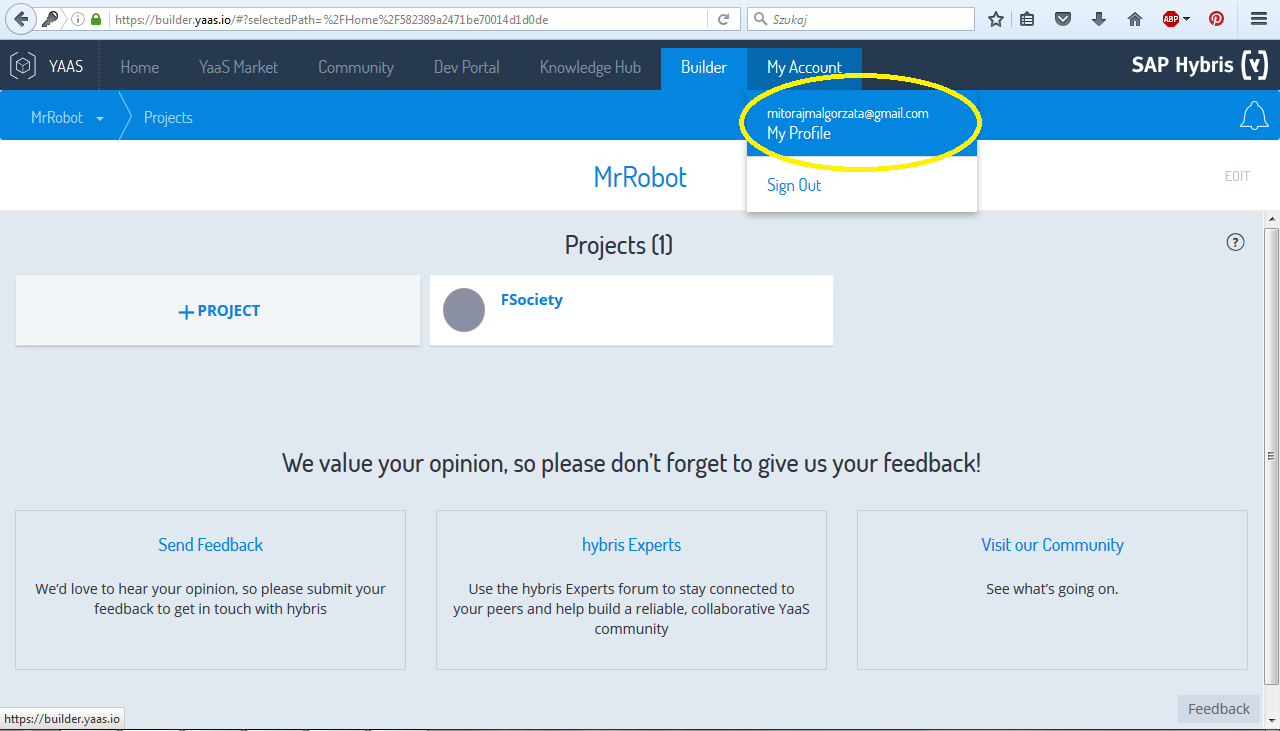 https://builder.yaas.io/#?selectedPath=%2FHome%2F582389a2471be70014d1d0de
Szukaj
ABP
YAAS
Home
YaaS Market
Community
Dev Portal
Knowledge Hub
Builder
My Account
SAP Hybris (Y)
MrRobot
Projects
mitorajmalgorzata@gmail.com
My Profile
Sign Out
MrRobot
EDIT
Projects (1)
?
+ PROJECT
FSociety
We value your opinion, so please don't forget to give us your feedback!
Send Feedback
We'd love to hear your opinion, so please submit your
feedback to get in touch with hybris
hybris Experts
Use the hybris Experts forum to stay connected to
your peers and help build a reliable, collaborative YaaS
community
Visit our Community
See what's going on.
Feedback
https://builder.yaas.io